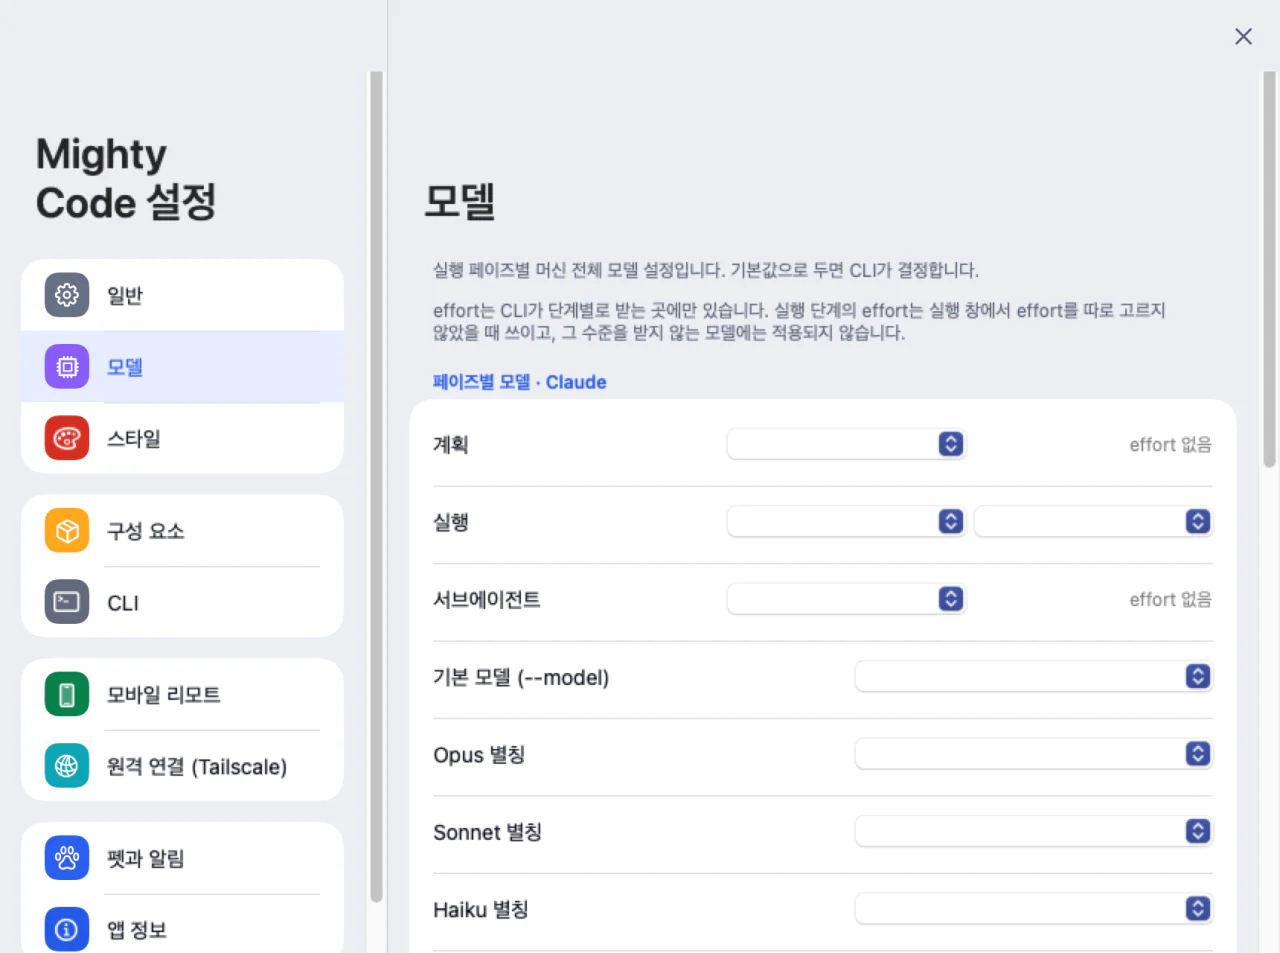 Mighty
Code 설정
일반
모델
스타일
구성 요소
CLI
모바일 리모트
원격 연결 (Tailscale)
펫과 알림
앱 정보
모델
실행 페이즈별 머신 전체 모델 설정입니다. 기본값으로 두면 CLI가 결정합니다.
effort는 CLI가 단계별로 받는 곳에만 있습니다. 실행 단계의 effort는 실행 창에서 effort를 따로 고르지
않았을 때 쓰이고, 그 수준을 받지 않는 모델에는 적용되지 않습니다.
페이즈별 모델 · Claude
계획
effort 없음
실행
서브에이전트
effort 없음
기본 모델 (--model)
Opus 별칭
Sonnet 별칭
Haiku 별칭